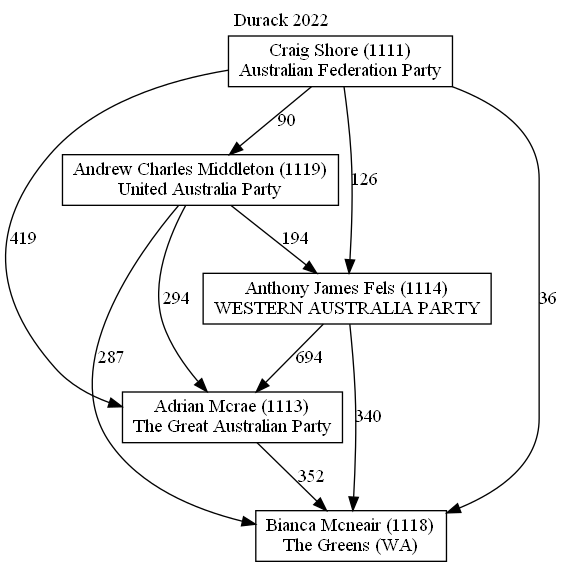 Durack 2022
Craig Shore (1111)
Australian Federation Party
90
126
Andrew Charles Middleton (1119)
United Australia Party
419
194
36
Anthony James Fels (1114)
WESTERN AUSTRALIA PARTY
294
287
694
340
Adrian Mcrae (1113)
The Great Australian Party
352
Bianca Mcneair (1118)
The Greens (WA)